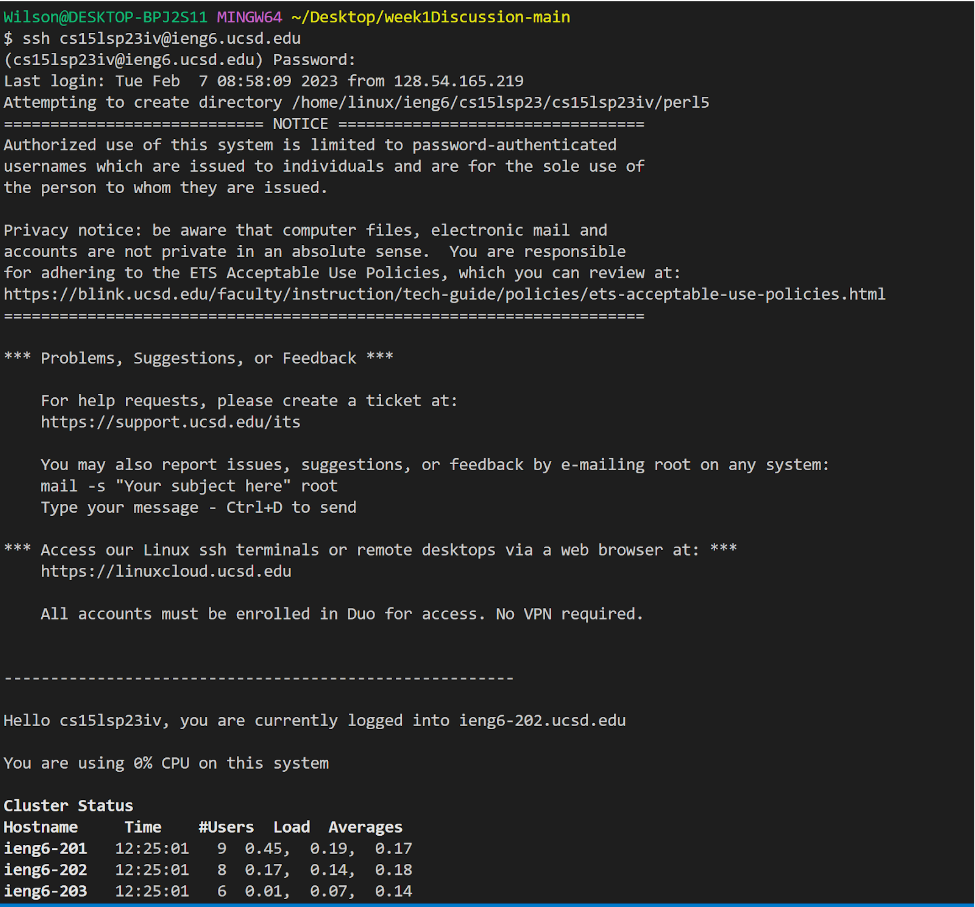 Wilson@DESKTOP-BPJ2S11 MINGW64 ~/Desktop/week1Discussion-main
$ ssh cs15lsp23iv@ieng6.ucsd.edu
(cs15lsp23iv@ieng6.ucsd.edu) Password:
Last login: Tue Feb  7 08:58:09 2023 from 128.54.165.219
Attempting to create directory /home/linux/ieng6/cs15lsp23/cs15lsp23iv/perl5
============================ NOTICE =================================
Authorized use of this system is limited to password-authenticated
usernames which are issued to individuals and are for the sole use of
the person to whom they are issued.

Privacy notice: be aware that computer files, electronic mail and
accounts are not private in an absolute sense.  You are responsible
for adhering to the ETS Acceptable Use Policies, which you can review at:
https://blink.ucsd.edu/faculty/instruction/tech-guide/policies/ets-acceptable-use-policies.html
=====================================================================

*** Problems, Suggestions, or Feedback ***

    For help requests, please create a ticket at:
    https://support.ucsd.edu/its

    You may also report issues, suggestions, or feedback by e-mailing root on any system:
    mail -s "Your subject here" root
    Type your message - Ctrl+D to send

*** Access our Linux ssh terminals or remote desktops via a web browser at: ***
    https://linuxcloud.ucsd.edu

    All accounts must be enrolled in Duo for access. No VPN required.


-------------------------------------------------------

Hello cs15lsp23iv, you are currently logged into ieng6-202.ucsd.edu

You are using 0% CPU on this system

Cluster Status
Hostname     Time    #Users  Load  Averages
ieng6-201   12:25:01   9  0.45,  0.19,  0.17
ieng6-202   12:25:01   8  0.17,  0.14,  0.18
ieng6-203   12:25:01   6  0.01,  0.07,  0.14